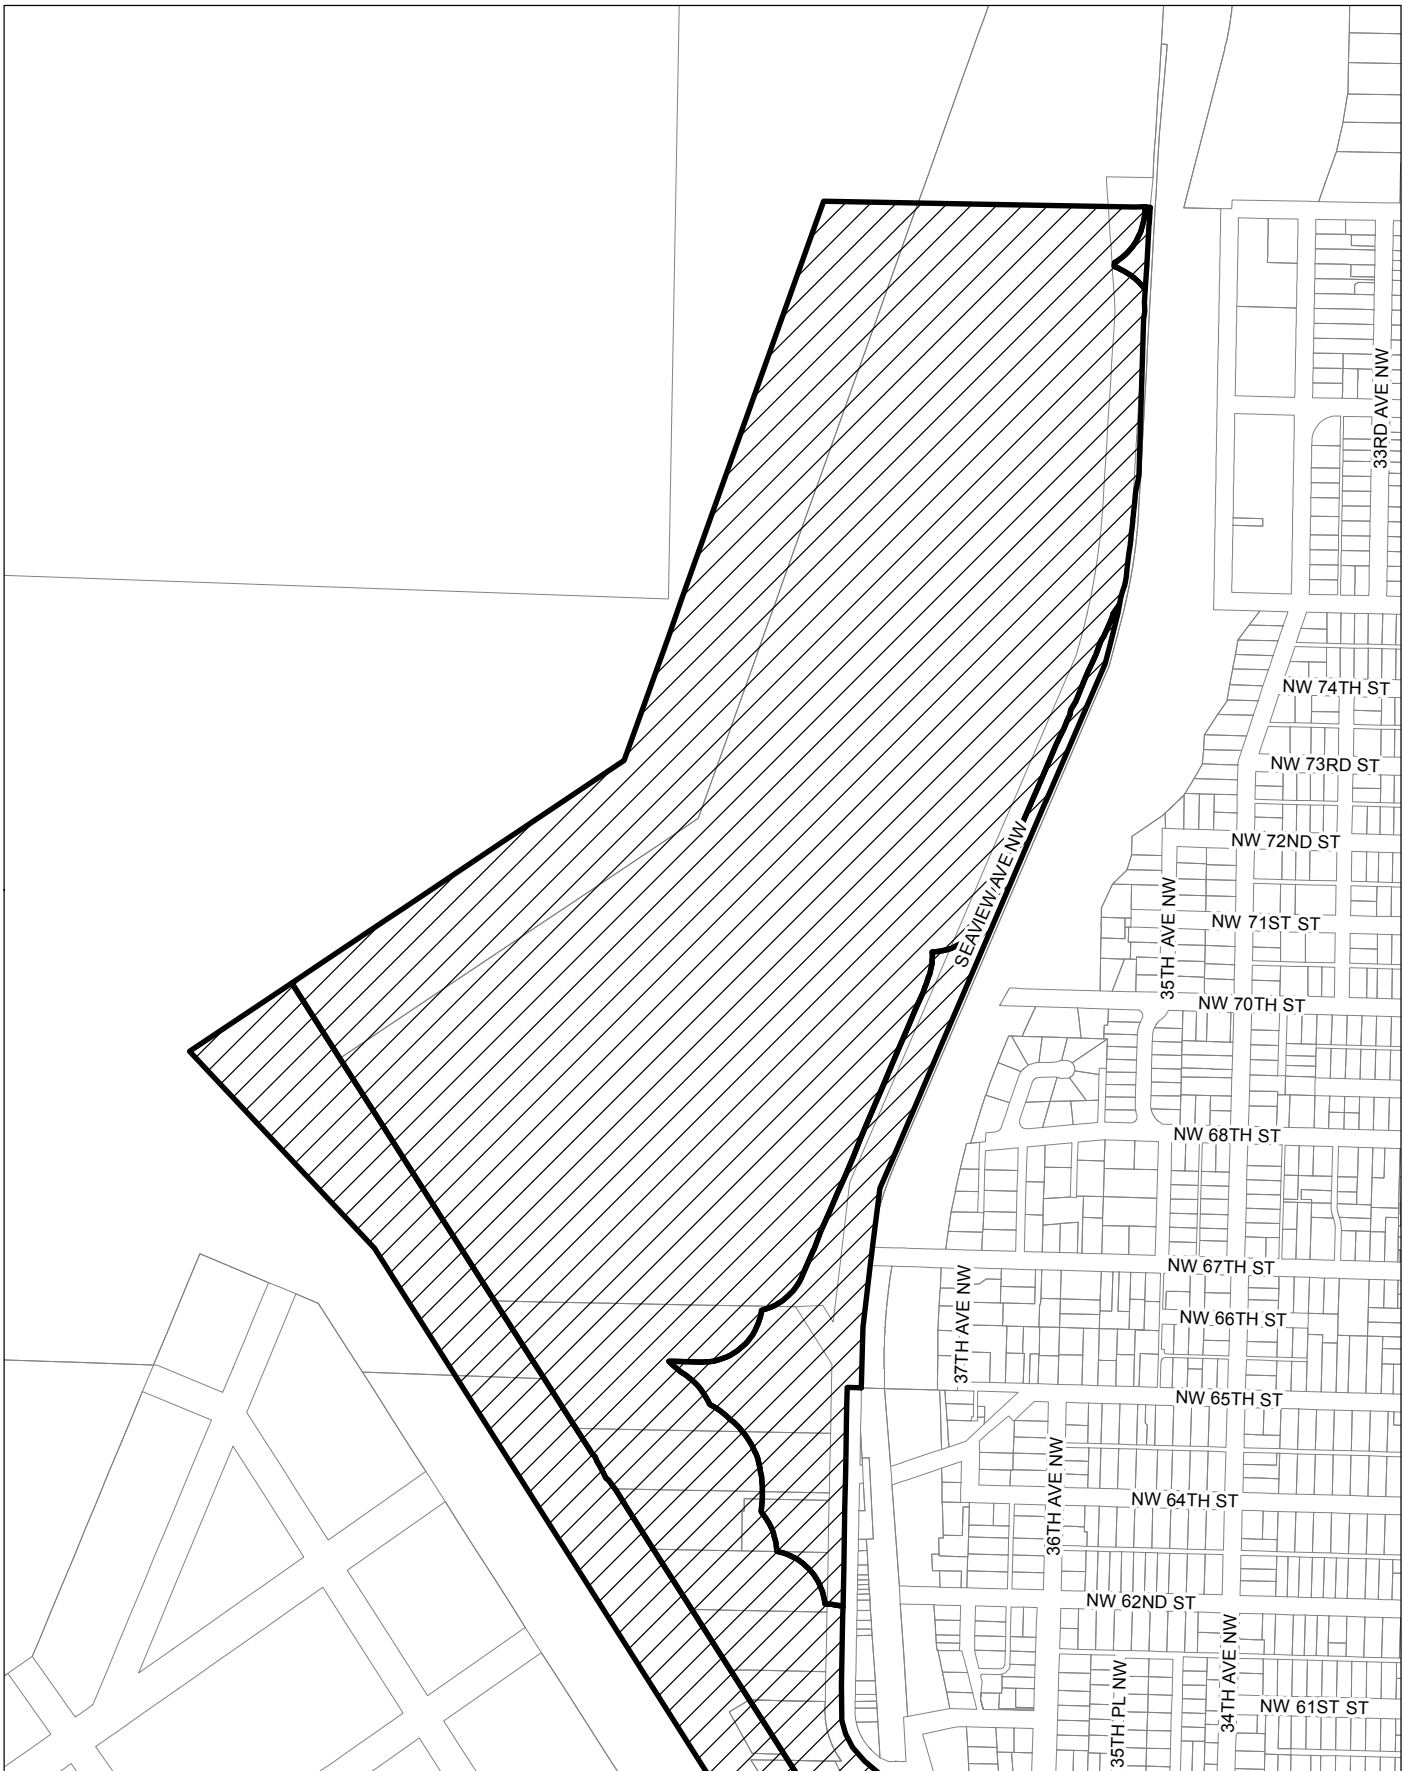 33RD AVE NW
NW 74TH ST
NW 73RD ST
NW 72ND ST
SEAVIEW AVE NW
35TH AVE NW
NW 71ST ST
NW 70TH ST
NW 68TH ST
NW 67TH ST
37TH AVE NW
NW 66TH ST
NW 65TH ST
36TH AVE NW
NW 64TH ST
NW 62ND ST
35TH PL NW
34TH AVE NW
NW 61ST ST